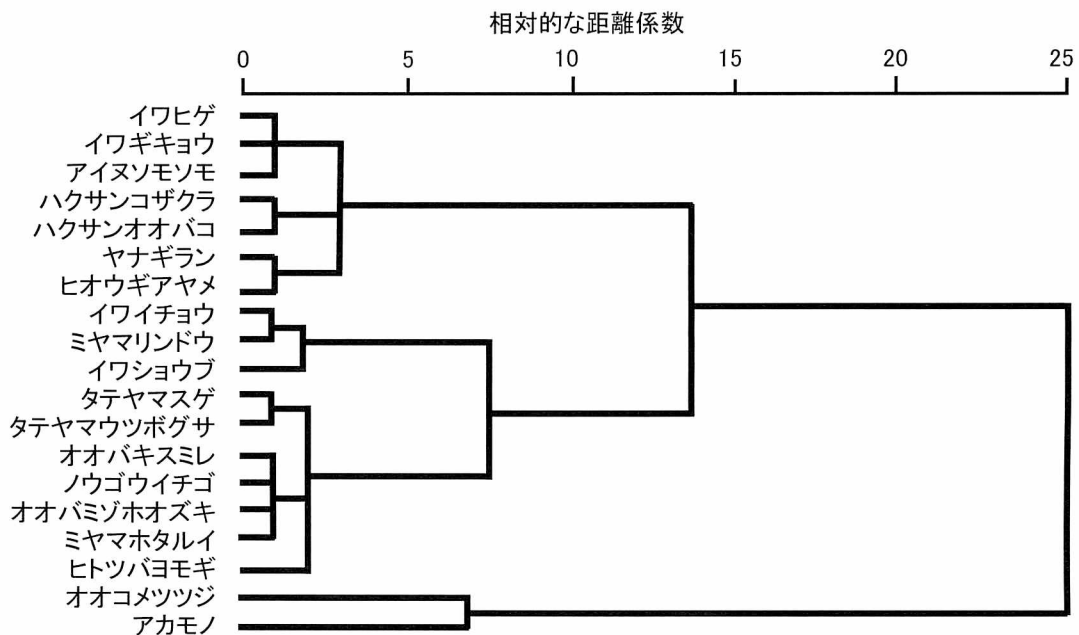 相対的な距離係数
0 5 10 15 20 25
イワヒゲ
イワギキョウ
アイヌソモソモ
ハクサンコザクラ
ハクサンオオバコ
ヤナギラン
ヒオウギアヤメ
イワイチョウ
ミヤマリンドウ
イワショウブ
タテヤマスゲ
タテヤマウツボグサ
オオバキスミレ
ノウゴウイチゴ
オオバミゾホオズキ
ミヤマホタルイ
ヒトツバヨモギ
オオコメツツジ
アカモノ